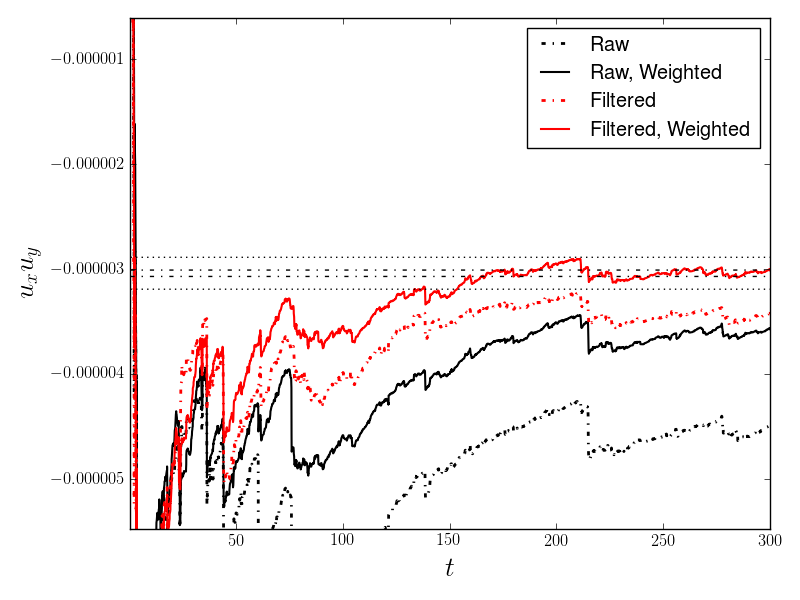 −0.000001
−0.000002
−0.000003
−0.000004
−0.000005
u_x u_y
50
100
150
200
250
300
t
Raw
Raw, Weighted
Filtered
Filtered, Weighted